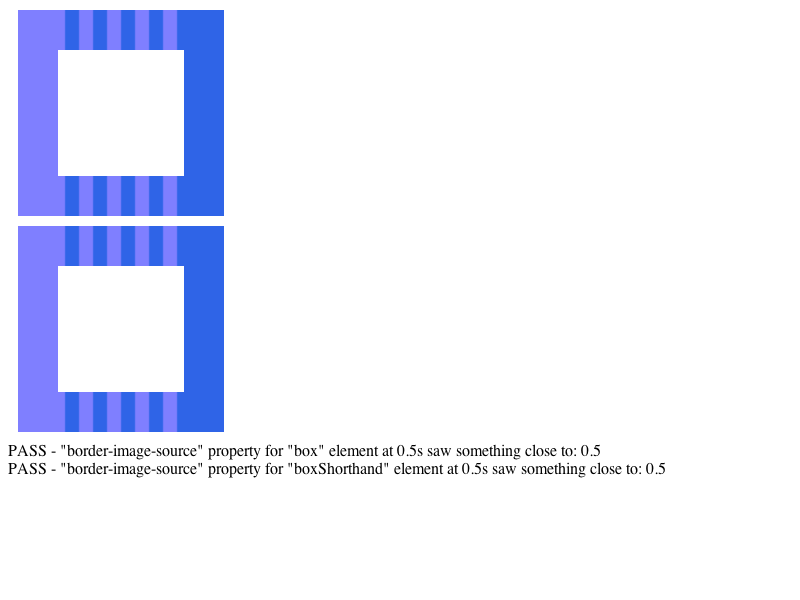 PASS - "border-image-source" property for "box" element at 0.5s saw something close to: 0.5
PASS - "border-image-source" property for "boxShorthand" element at 0.5s saw something close to: 0.5